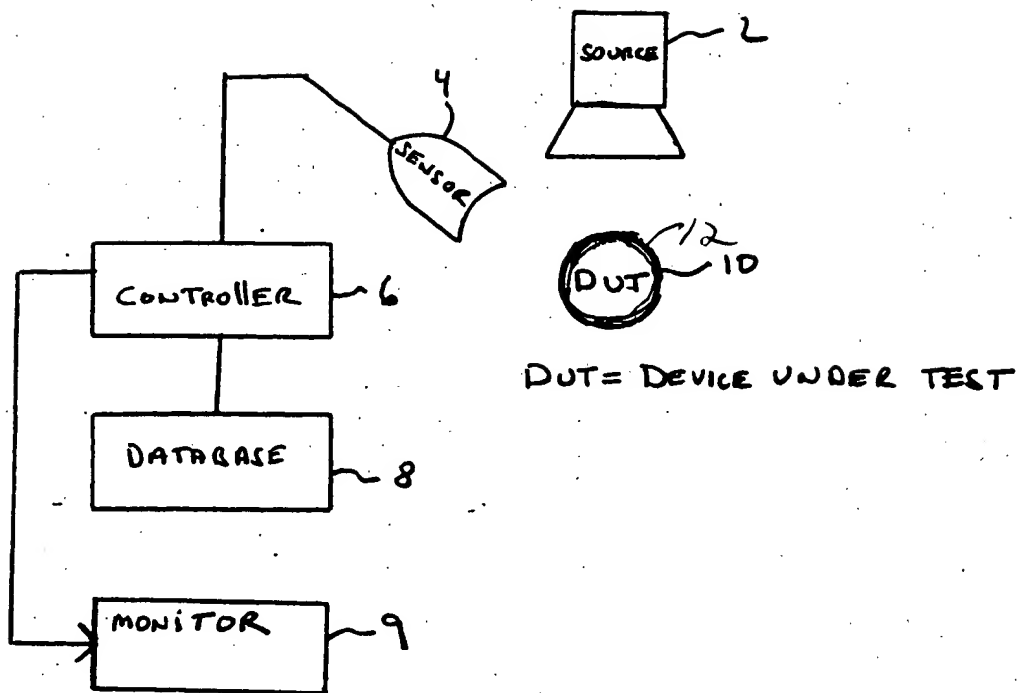 SOURCE
2
4
SENSOR
12
10
DUT
CONTROLLER
6
DUT= DEVICE UNDER TEST
DATABASE
8
MONiTOR
9